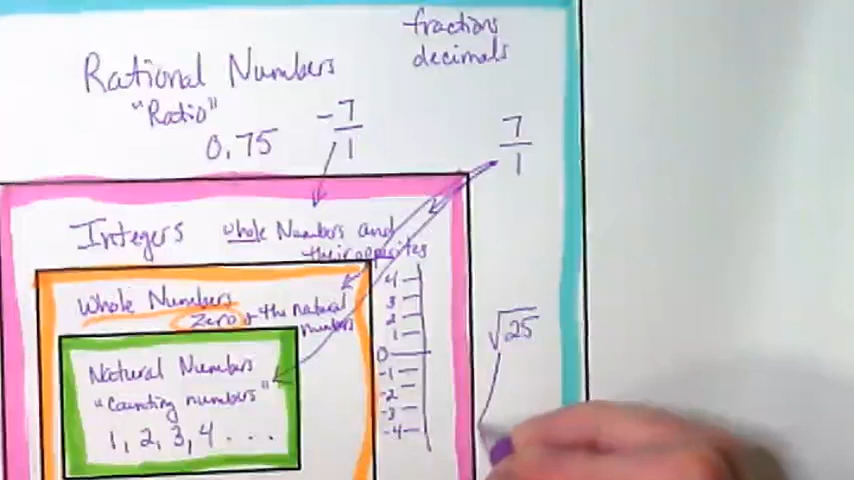 fractions
decimals
Rational Numbers
"Ratio"
0.75
-7/1
7/1
Integers whole Numbers and
their opposites
Whole Numbers
Zero & the natural
numbers
Natural Numbers
"Counting numbers"
1, 2, 3, 4 . . . .
4
3
2
1
0
-1
-2
-3
-4
√25